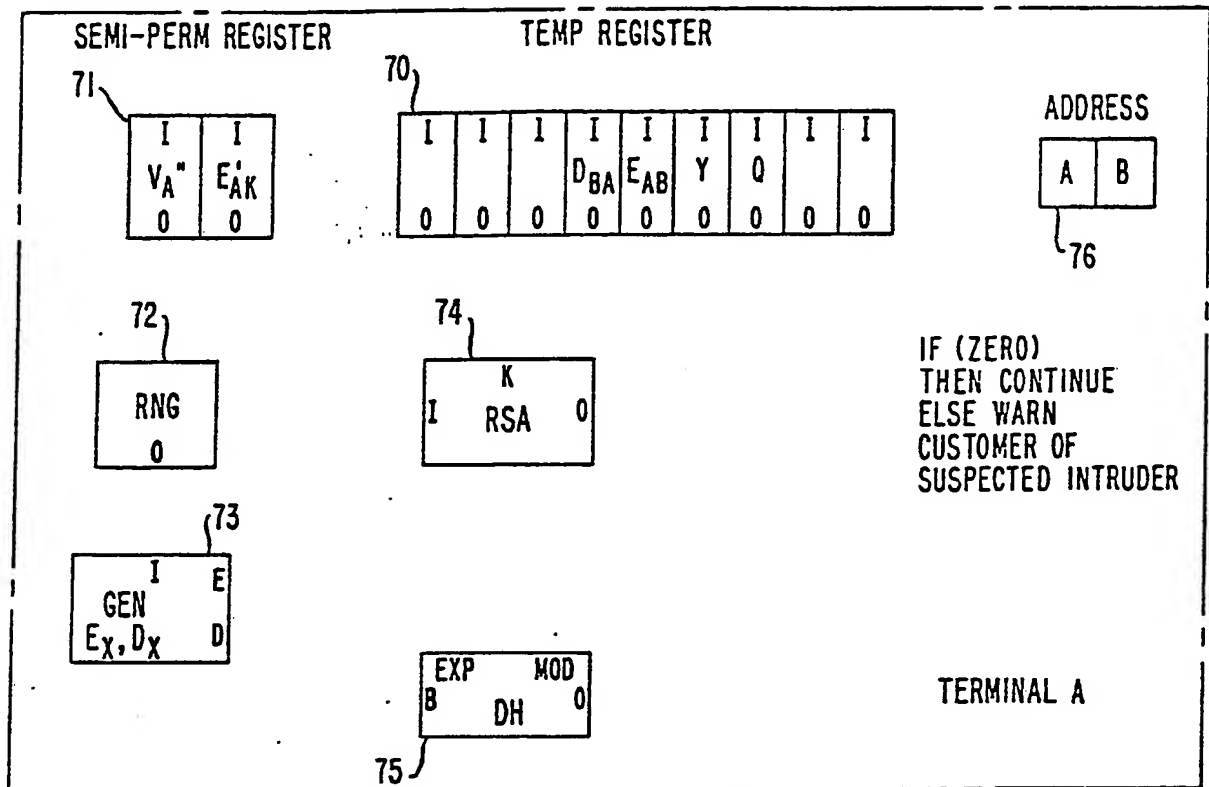 SEMI-PERM REGISTER TEMP REGISTER
71 70
ADDRESS
I I I I I I I I I I I
V_A" E'_AK D_BA E_AB Y Q A B
0 0 0 0 0 0 0 0 0 0 0
76
72 74
IF (ZERO)
THEN CONTINUE
ELSE WARN
CUSTOMER OF
SUSPECTED INTRUDER
K
RNG I RSA 0
0
73
I E
GEN
E_X, D_X D
EXP MOD
B 0
DH
TERMINAL A
75